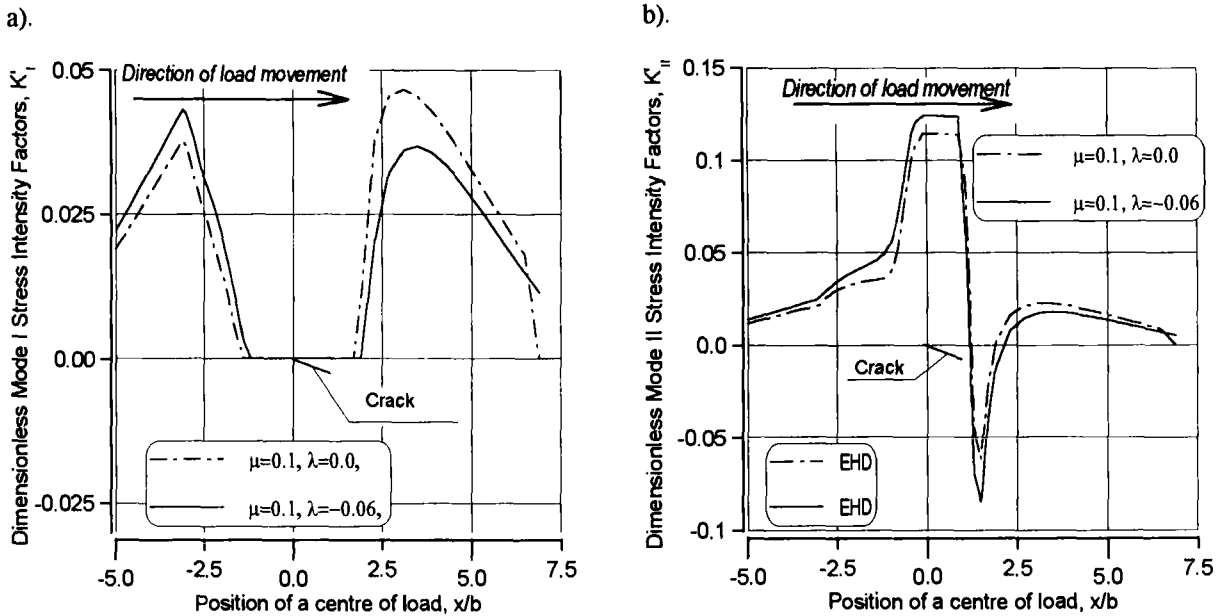 a).
Dimensionless Mode I Stress Intensity Factors, K'I
0.05
0.025
0.00
-0.025
Direction of load movement
Crack
μ=0.1, λ=0.0,
μ=0.1, λ=-0.06,
-5.0 -2.5 0.0 2.5 5.0 7.5
Position of a centre of load, x/b
b).
Dimensionless Mode II Stress Intensity Factors, K'II
0.15
0.1
0.05
0.0
-0.05
-0.1
Direction of load movement
μ=0.1, λ=0.0
μ=0.1, λ=-0.06
Crack
EHD
EHD
-5.0 -2.5 0.0 2.5 5.0 7.5
Position of a centre of load, x/b